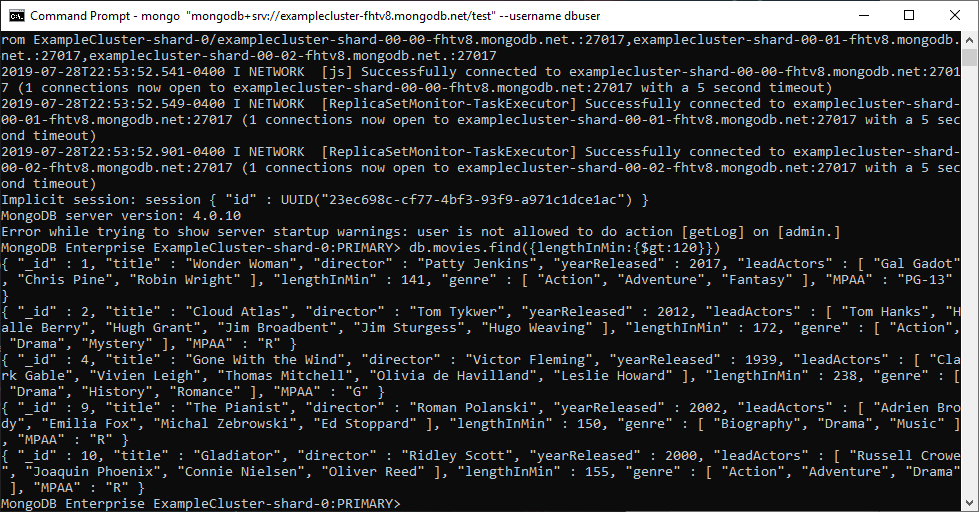 Command Prompt - mongo "mongodb+srv://examplecluster-fhtv8.mongodb.net/test" --username dbuser
rom ExampleCluster-shard-0/examplecluster-shard-00-00-fhtv8.mongodb.net.:27017,examplecluster-shard-00-01-fhtv8.mongodb.
net.:27017,examplecluster-shard-00-02-fhtv8.mongodb.net.:27017
2019-07-28T22:53:52.541-0400 I NETWORK  [js] Successfully connected to examplecluster-shard-00-00-fhtv8.mongodb.net:2701
7 (1 connections now open to examplecluster-shard-00-00-fhtv8.mongodb.net:27017 with a 5 second timeout)
2019-07-28T22:53:52.549-0400 I NETWORK  [ReplicaSetMonitor-TaskExecutor] Successfully connected to examplecluster-shard-
00-01-fhtv8.mongodb.net:27017 (1 connections now open to examplecluster-shard-00-01-fhtv8.mongodb.net:27017 with a 5 sec
ond timeout)
2019-07-28T22:53:52.901-0400 I NETWORK  [ReplicaSetMonitor-TaskExecutor] Successfully connected to examplecluster-shard-
00-02-fhtv8.mongodb.net:27017 (1 connections now open to examplecluster-shard-00-02-fhtv8.mongodb.net:27017 with a 5 sec
ond timeout)
Implicit session: session { "id" : UUID("23ec698c-cf77-4bf3-93f9-a971c1dce1ac") }
MongoDB server version: 4.0.10
Error while trying to show server startup warnings: user is not allowed to do action [getLog] on [admin.]
MongoDB Enterprise ExampleCluster-shard-0:PRIMARY> db.movies.find({lengthInMin:{$gt:120}})
{ "_id" : 1, "title" : "Wonder Woman", "director" : "Patty Jenkins", "yearReleased" : 2017, "leadActors" : [ "Gal Gadot"
, "Chris Pine", "Robin Wright" ], "lengthInMin" : 141, "genre" : [ "Action", "Adventure", "Fantasy" ], "MPAA" : "PG-13"
}
{ "_id" : 2, "title" : "Cloud Atlas", "director" : "Tom Tykwer", "yearReleased" : 2012, "leadActors" : [ "Tom Hanks", "H
alle Berry", "Hugh Grant", "Jim Broadbent", "Jim Sturgess", "Hugo Weaving" ], "lengthInMin" : 172, "genre" : [ "Action",
 "Drama", "Mystery" ], "MPAA" : "R" }
{ "_id" : 4, "title" : "Gone With the Wind", "director" : "Victor Fleming", "yearReleased" : 1939, "leadActors" : [ "Cla
rk Gable", "Vivien Leigh", "Thomas Mitchell", "Olivia de Havilland", "Leslie Howard" ], "lengthInMin" : 238, "genre" : [
 "Drama", "History", "Romance" ],  "MPAA" : "G" }
{ "_id" : 9, "title" : "The Pianist", "director" : "Roman Polanski", "yearReleased" : 2002, "leadActors" : [ "Adrien Bro
dy", "Emilia Fox", "Michal Zebrowski", "Ed Stoppard" ], "lengthInMin" : 150, "genre" : [ "Biography", "Drama", "Music" ]
, "MPAA" : "R" }
{ "_id" : 10, "title" : "Gladiator", "director" : "Ridley Scott", "yearReleased" : 2000, "leadActors" : [ "Russell Crowe
", "Joaquin Phoenix", "Connie Nielsen", "Oliver Reed" ], "lengthInMin" : 155, "genre" : [ "Action", "Adventure", "Drama"
 ], "MPAA" : "R" }
MongoDB Enterprise ExampleCluster-shard-0:PRIMARY>